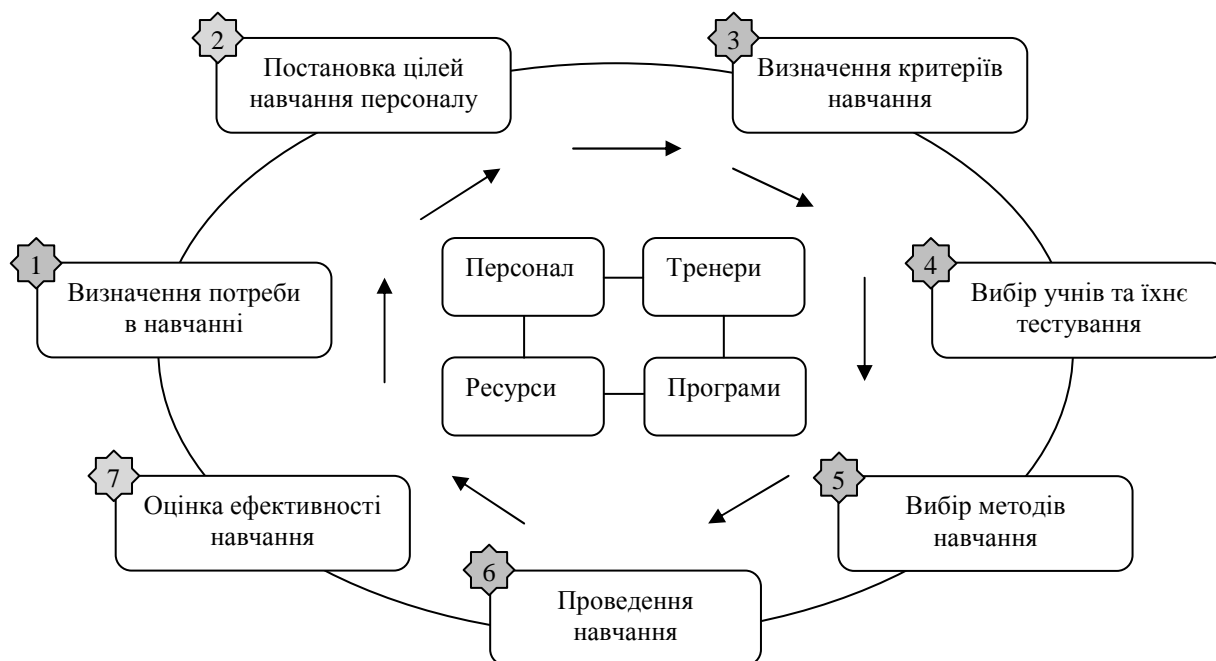 1
Визначення потреби
в навчанні
2
Постановка цілей
навчання персоналу
3
Визначення критеріїв
навчання
4
Вибір учнів та їхнє
тестування
5
Вибір методів
навчання
6
Проведення
навчання
7
Оцінка ефективності
навчання
Персонал
Тренери
Ресурси
Програми